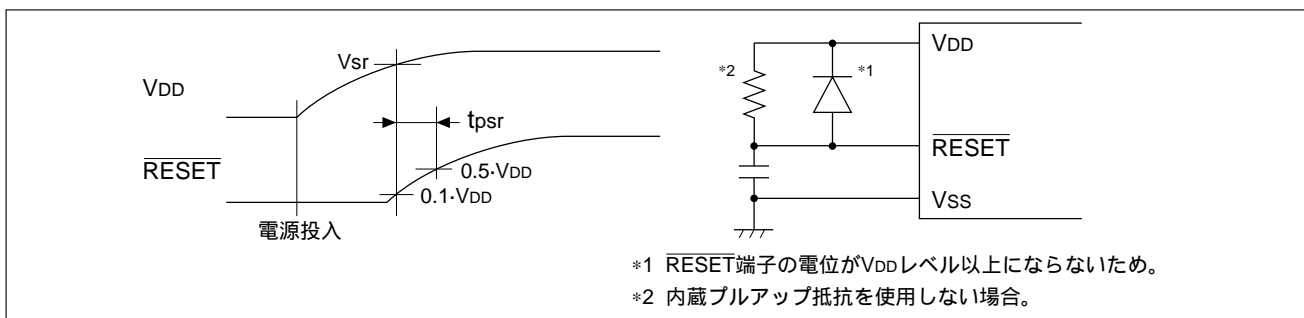 VDD
Vsr
tpsr
RESET
0.5·VDD
0.1·VDD
電源投入
*2
*1
VDD
RESET
VSS
*1 RESET端子の電位がVDDレベル以上にならないため。
*2 内蔵プルアップ抵抗を使用しない場合。